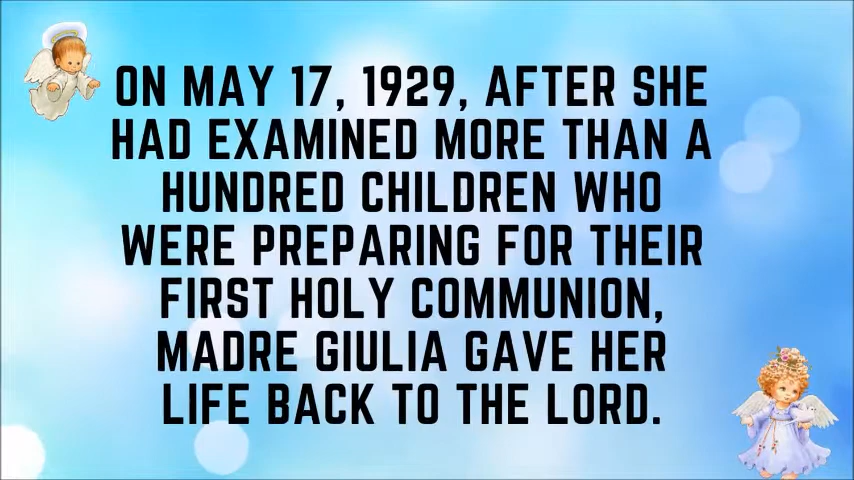 ON MAY 17, 1929, AFTER SHE
HAD EXAMINED MORE THAN A
HUNDRED CHILDREN WHO
WERE PREPARING FOR THEIR
FIRST HOLY COMMUNION,
MADRE GIULIA GAVE HER
LIFE BACK TO THE LORD.